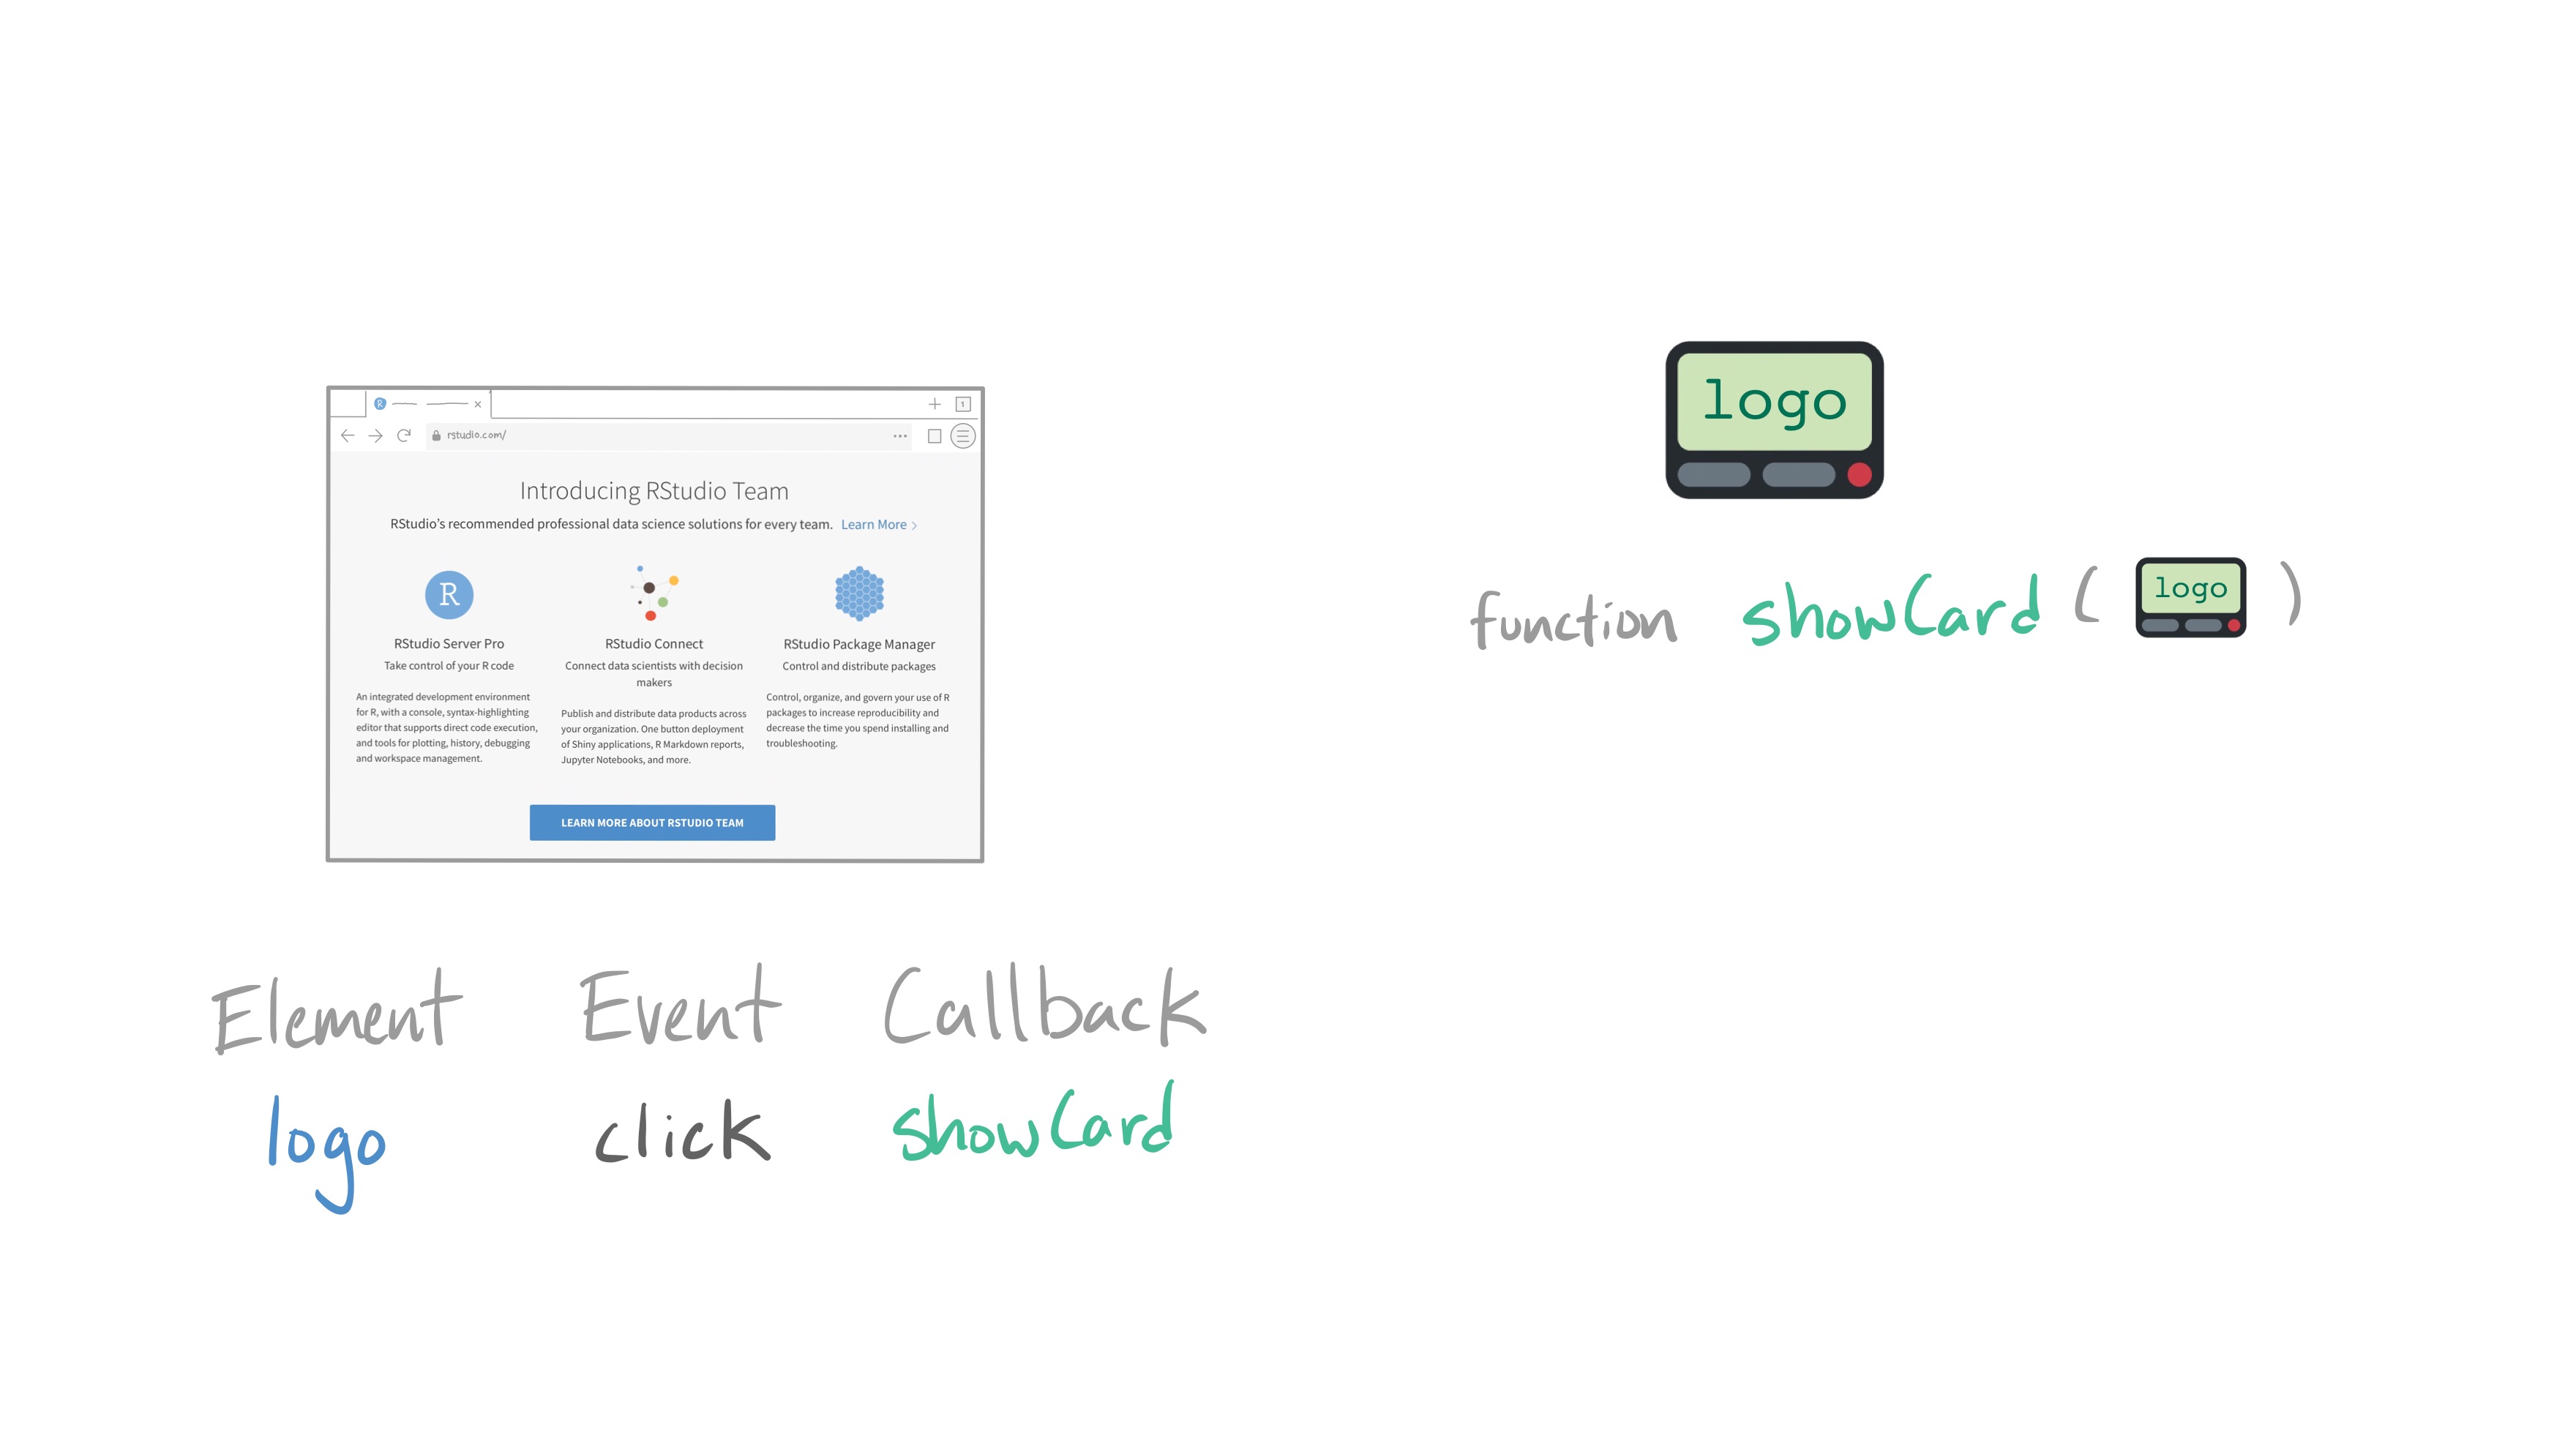 R
1
rstudio.com/
Introducing RStudio Team
RStudio's recommended professional data science solutions for every team. Learn More >
R
RStudio Server Pro
Take control of your R code
An integrated development environment
for R, with a console, syntax-highlighting
editor that supports direct code execution,
and tools for plotting, history, debugging
and workspace management.
RStudio Connect
Connect data scientists with decision
makers
Publish and distribute data products across
your organization. One button deployment
of Shiny applications, R Markdown reports,
Jupyter Notebooks, and more.
RStudio Package Manager
Control and distribute packages
Control, organize, and govern your use of R
packages to increase reproducibility and
decrease the time you spend installing and
troubleshooting.
LEARN MORE ABOUT RSTUDIO TEAM
Element Event Callback
logo click showCard
logo
function showCard ( logo )